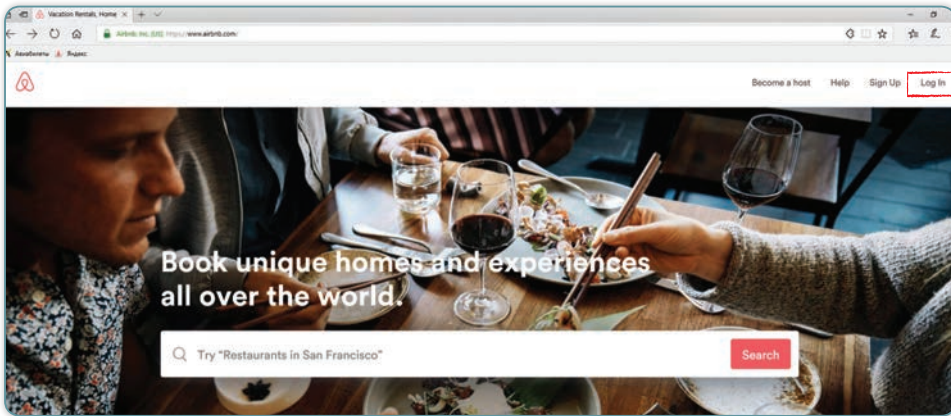 Vacation Rentals, Home
Airbnb, Inc. [US] https://www.airbnb.com/
Авиабилеты Яндекс
Become a host Help Sign Up Log In
Book unique homes and experiences
all over the world.
Try "Restaurants in San Francisco"
Search